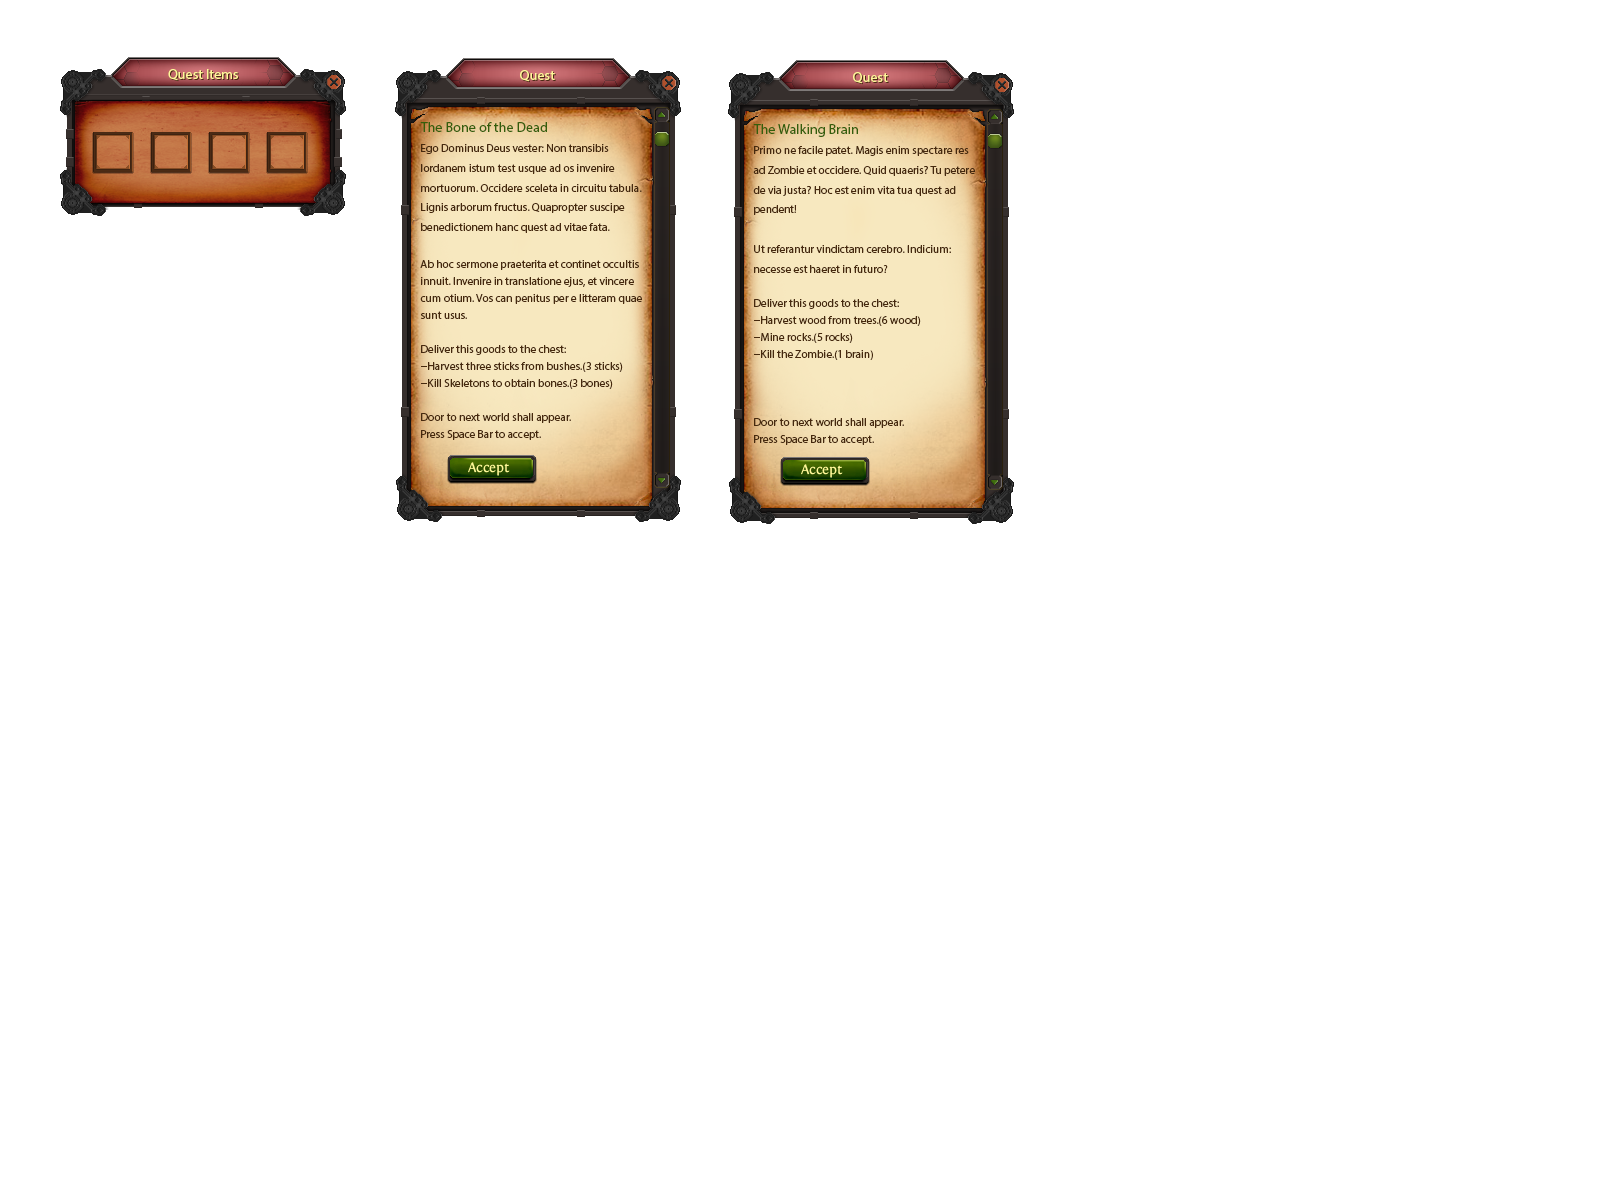 Quest Items
Quest
The Bone of the Dead
Ego Dominus Deus vester: Non transibis
Iordanem istum test usque ad os invenire
mortuorum. Occidere sceleta in circuitu tabula.
Lignis arborum fructus. Quapropter suscipe
benedictionem hanc quest ad vitae fata.
Ab hoc sermone praeterita et continet occultis
innuit. Invenire in translatione ejus, et vincere
cum otium. Vos can penitus per e litteram quae
sunt usus.
Deliver this goods to the chest:
--Harvest three sticks from bushes.(3 sticks)
--Kill Skeletons to obtain bones.(3 bones)
Door to next world shall appear.
Press Space Bar to accept.
Accept
Quest
The Walking Brain
Primo ne facile patet. Magis enim spectare res
ad Zombie et occidere. Quid quaeris? Tu petere
de via justa? Hoc est enim vita tua quest ad
pendent!
Ut referantur vindictam cerebro. Indicium:
necesse est haeret in futuro?
Deliver this goods to the chest:
--Harvest wood from trees.(6 wood)
--Mine rocks.(5 rocks)
--Kill the Zombie.(1 brain)
Door to next world shall appear.
Press Space Bar to accept.
Accept